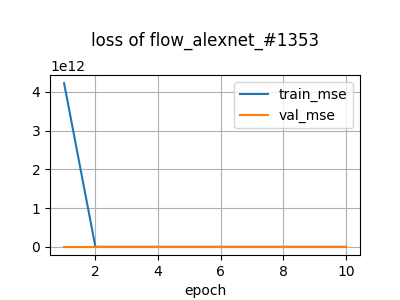 loss of flow_alexnet_#1353
1e12
4
3
2
1
0
train_mse
val_mse
2
4
6
8
10
epoch